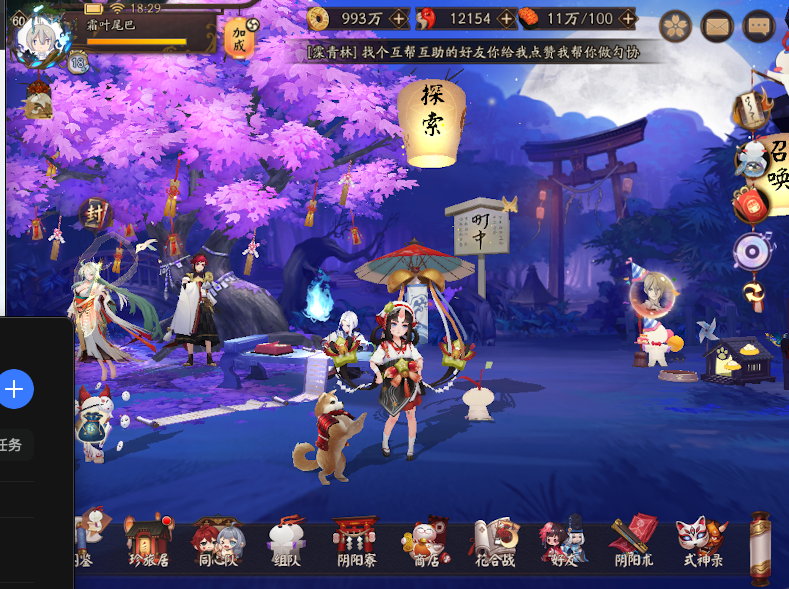 60
18:29
霜叶尾巴
18
加成
993万
12154
11万/100
[霂青林] 找个互帮互助的好友你给我点赞我帮你做勾协
探索
召唤
封
町中
任务
图鉴
珍旅居
同心队
组队
阴阳寮
商店
花合战
好友
阴阳术
式神录